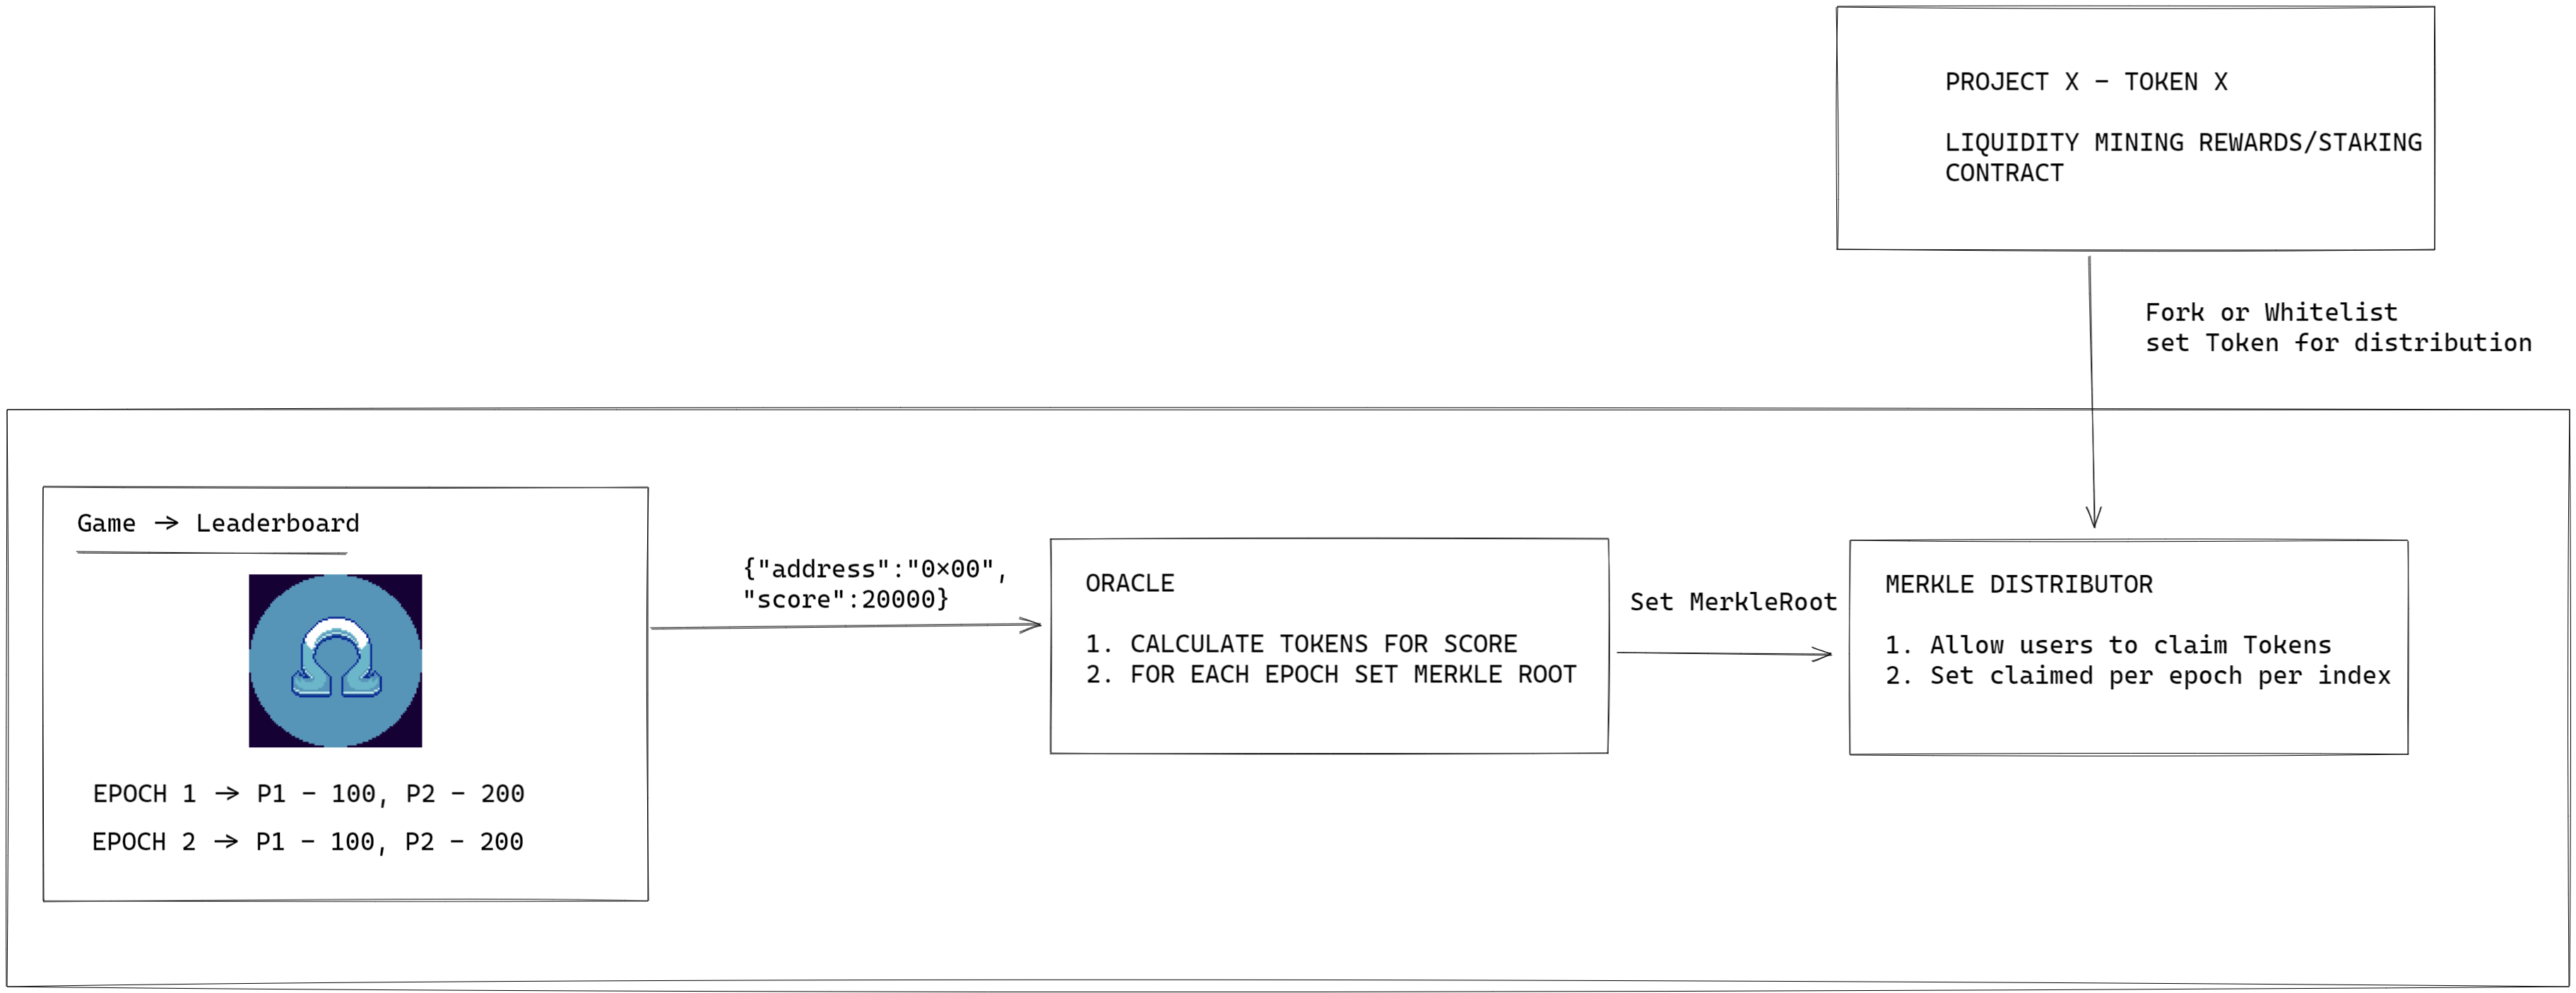 PROJECT X - TOKEN X
LIQUIDITY MINING REWARDS/STAKING
CONTRACT
Fork or Whitelist
set Token for distribution
Game → Leaderboard
EPOCH 1 → P1 - 100, P2 - 200
EPOCH 2 → P1 - 100, P2 - 200
{"address":"0×00",
"score":20000}
ORACLE
1. CALCULATE TOKENS FOR SCORE
2. FOR EACH EPOCH SET MERKLE ROOT
Set MerkleRoot
MERKLE DISTRIBUTOR
1. Allow users to claim Tokens
2. Set claimed per epoch per index